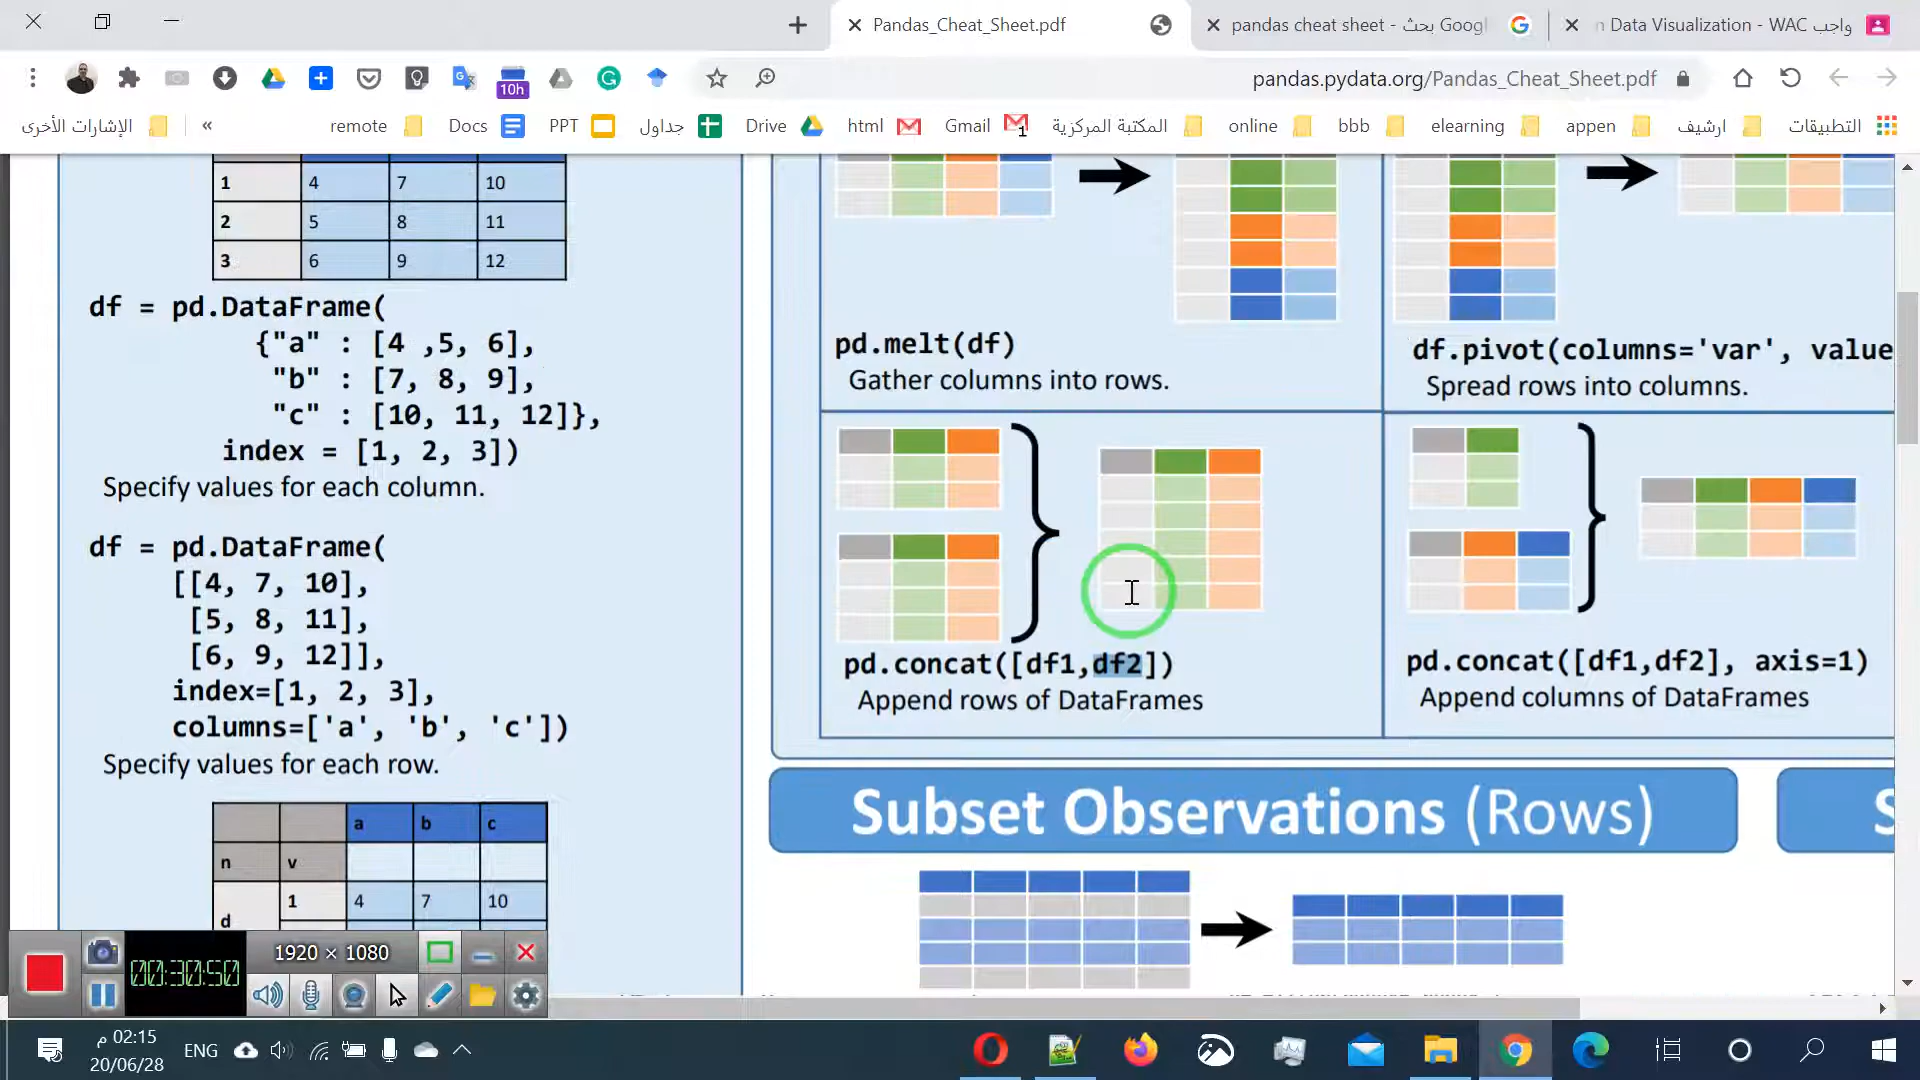 Pandas_Cheat_Sheet.pdf
pandas cheat sheet - بحث Googl
n Data Visualization - WAC واجب
10h
pandas.pydata.org/Pandas_Cheat_Sheet.pdf
الإشارات الأخرى
«
remote
Docs
PPT
جداول
Drive
html
Gmail
المكتبة المركزية
online
bbb
elearning
appen
ارشيف
التطبيقات
1 4 7 10
2 5 8 11
3 6 9 12
df = pd.DataFrame(
{"a" : [4 ,5, 6],
"b" : [7, 8, 9],
"c" : [10, 11, 12]},
index = [1, 2, 3])
Specify values for each column.
df = pd.DataFrame(
[[4, 7, 10],
[5, 8, 11],
[6, 9, 12]],
index=[1, 2, 3],
columns=['a', 'b', 'c'])
Specify values for each row.
a b c
n v
1 4 7 10
d
pd.melt(df)
Gather columns into rows.
df.pivot(columns='var', value
Spread rows into columns.
pd.concat([df1,df2])
Append rows of DataFrames
pd.concat([df1,df2], axis=1)
Append columns of DataFrames
Subset Observations (Rows)
S
1920 × 1080
00:30:50
02:15 م
20/06/28
ENG